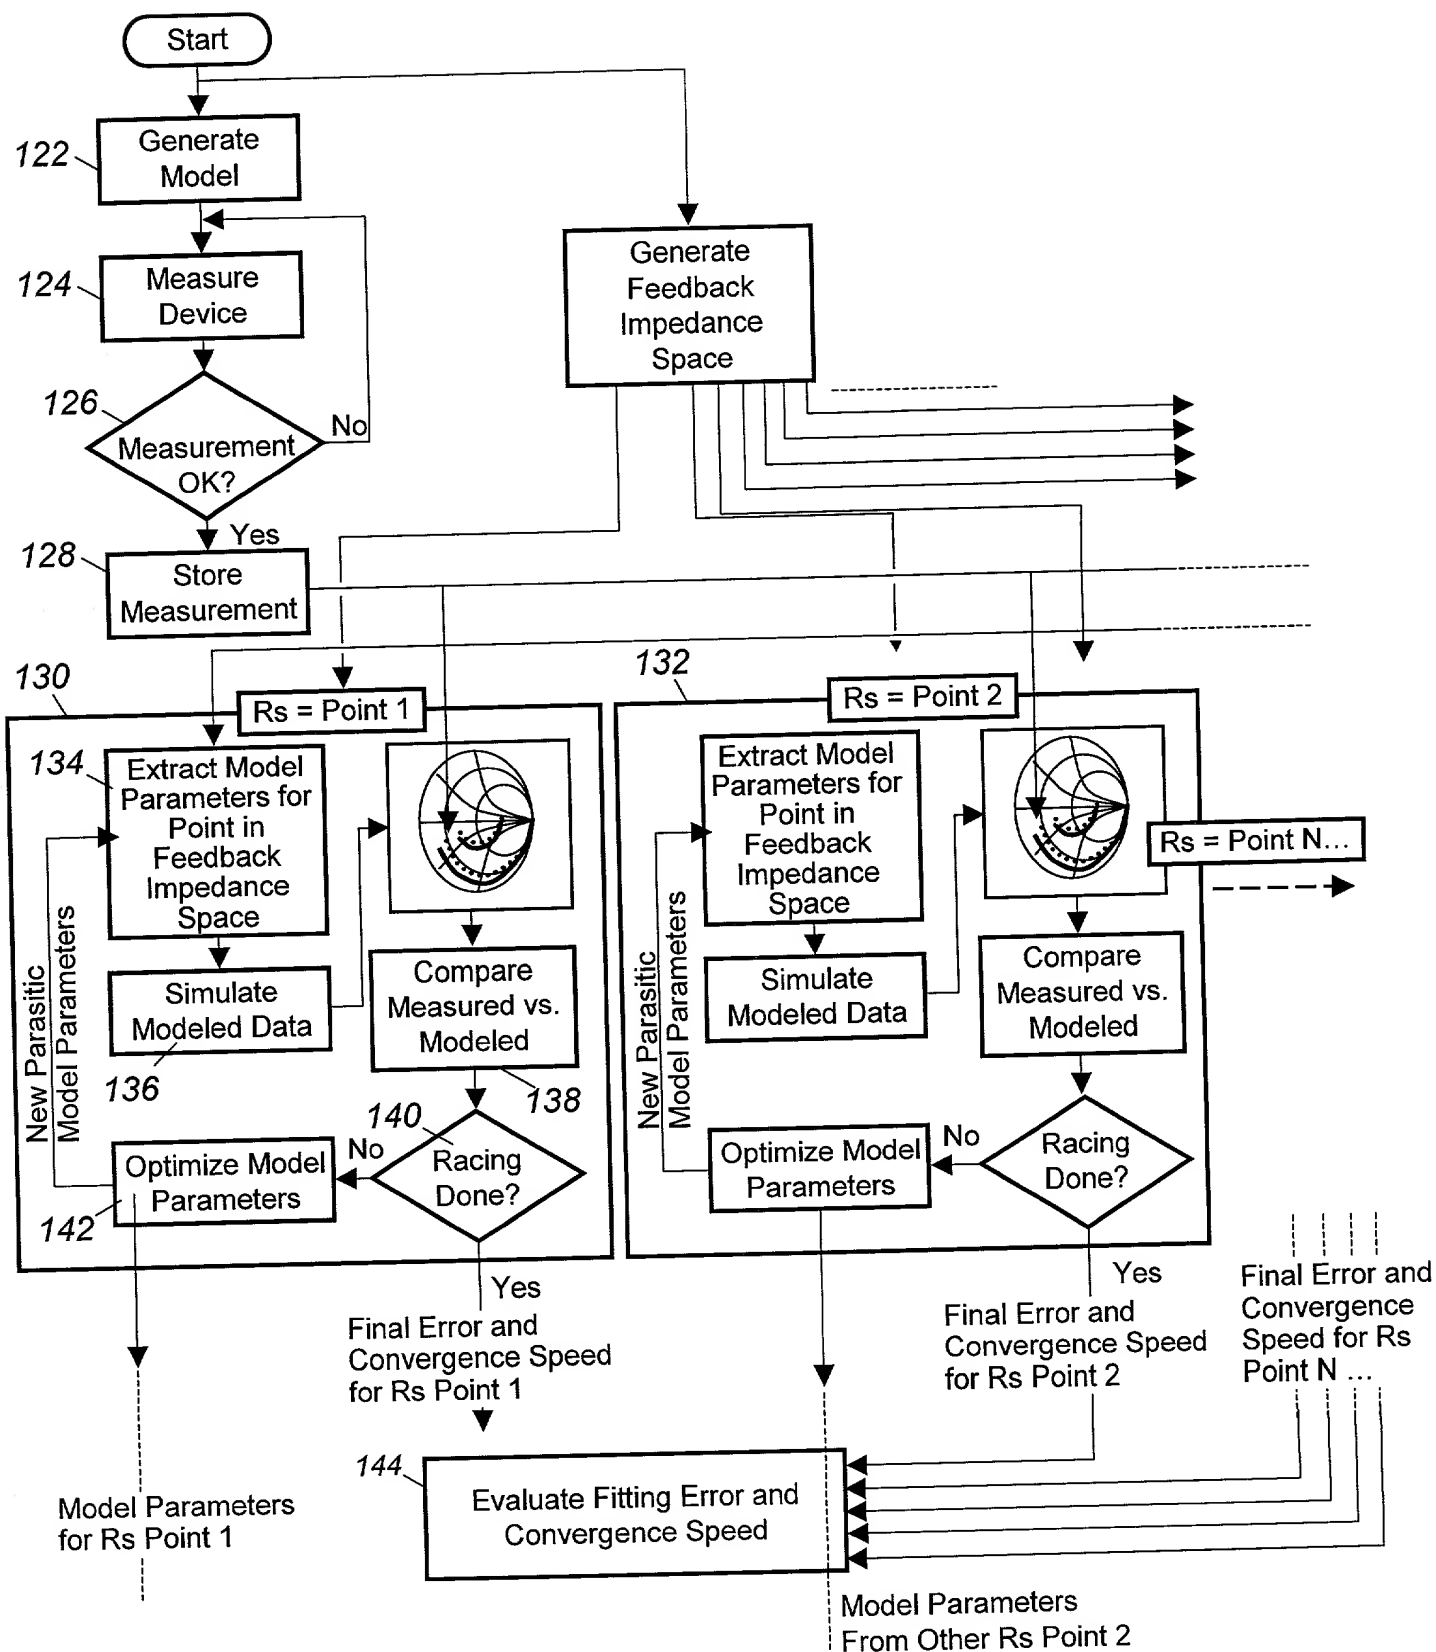 Start
122
Generate
Model
124
Measure
Device
Generate
Feedback
Impedance
Space
126
Measurement
OK?
No
Yes
128
Store
Measurement
130
Rs = Point 1
134
Extract Model
Parameters for
Point in
Feedback
Impedance
Space
New Parasitic
Model Parameters
Simulate
Modeled Data
136
Compare
Measured vs.
Modeled
138
140
Racing
Done?
No
Optimize Model
Parameters
142
Yes
132
Rs = Point 2
Extract Model
Parameters for
Point in
Feedback
Impedance
Space
New Parasitic
Model Parameters
Simulate
Modeled Data
Compare
Measured vs.
Modeled
Racing
Done?
No
Optimize Model
Parameters
Yes
Rs = Point N...
Final Error and
Convergence Speed
for Rs Point 1
Final Error and
Convergence Speed
for Rs Point 2
Final Error and
Convergence
Speed for Rs
Point N ...
144
Evaluate Fitting Error and
Convergence Speed
Model Parameters
for Rs Point 1
Model Parameters
From Other Rs Point 2